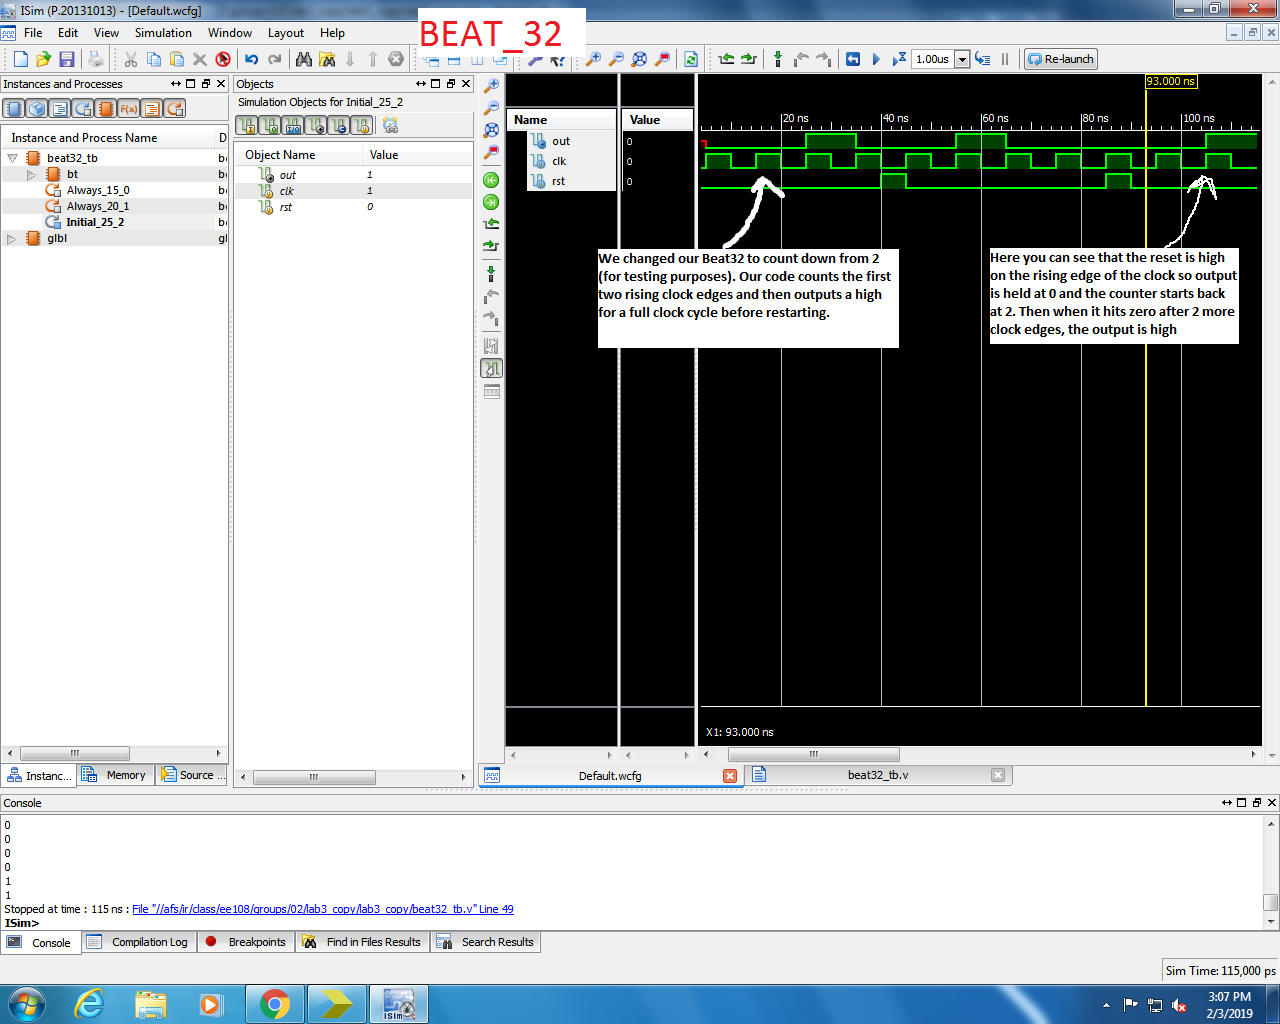 ISim (P.20131013) - [Default.wcfg]
File Edit View Simulation Window Layout Help
BEAT_32
1.00us
Re-launch
Instances and Processes
Objects
Simulation Objects for Initial_25_2
Instance and Process Name D
beat32_tb be
bt be
Always_15_0 be
Always_20_1 be
Initial_25_2 be
glbl gl
Object Name Value
out 1
clk 1
rst 0
Name Value
out 0
clk 0
rst 0
93.000 ns
20 ns 40 ns 60 ns 80 ns 100 ns
We changed our Beat32 to count down from 2
(for testing purposes). Our code counts the first
two rising clock edges and then outputs a high
for a full clock cycle before restarting.
Here you can see that the reset is high
on the rising edge of the clock so output
is held at 0 and the counter starts back
at 2. Then when it hits zero after 2 more
clock edges, the output is high
X1: 93.000 ns
Instanc... Memory Source ...
Default.wcfg beat32_tb.v
Console
0
0
0
0
1
1
Stopped at time : 115 ns : File "//afs/ir/class/ee108/groups/02/lab3_copy/lab3_copy/beat32_tb.v" Line 49
ISim>
Console Compilation Log Breakpoints Find in Files Results Search Results
Sim Time: 115,000 ps
ISim
3:07 PM
2/3/2019